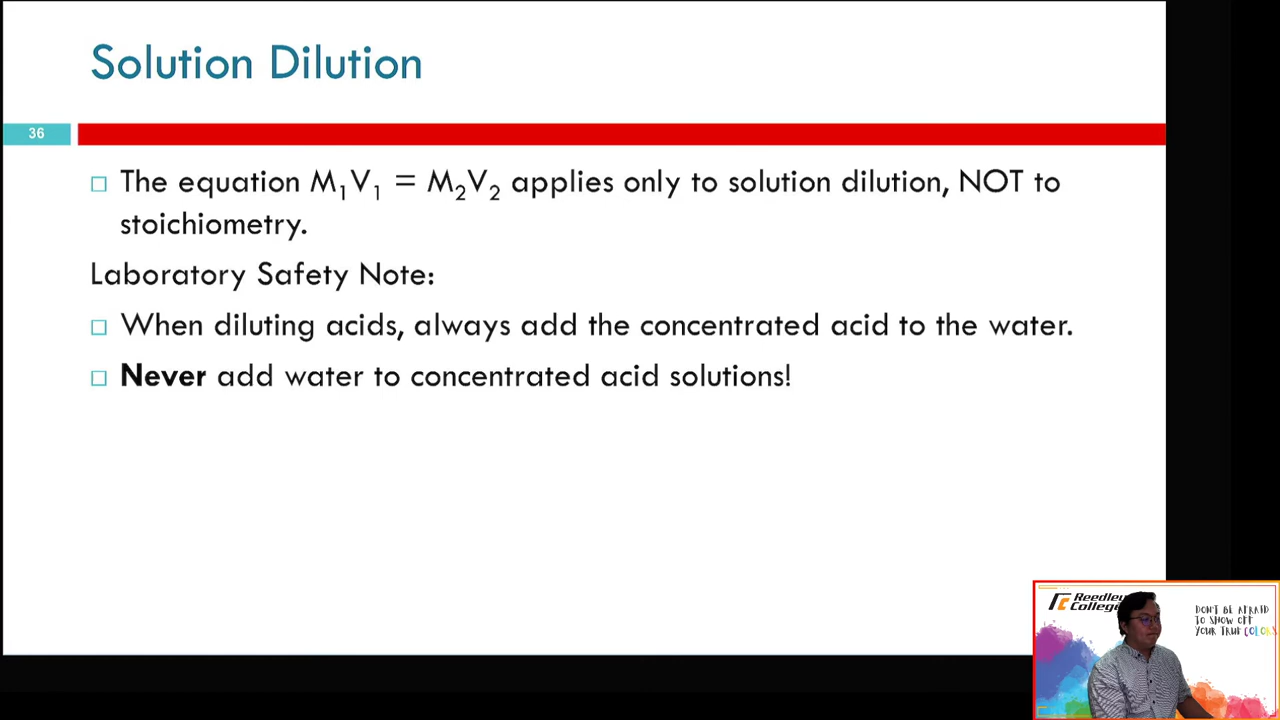 Solution Dilution
36
The equation M₁V₁ = M₂V₂ applies only to solution dilution, NOT to
stoichiometry.
Laboratory Safety Note:
When diluting acids, always add the concentrated acid to the water.
Never add water to concentrated acid solutions!
Reedley
College
DON'T BE AFRAID
TO SHOW OFF
YOUR TRUE COLORS